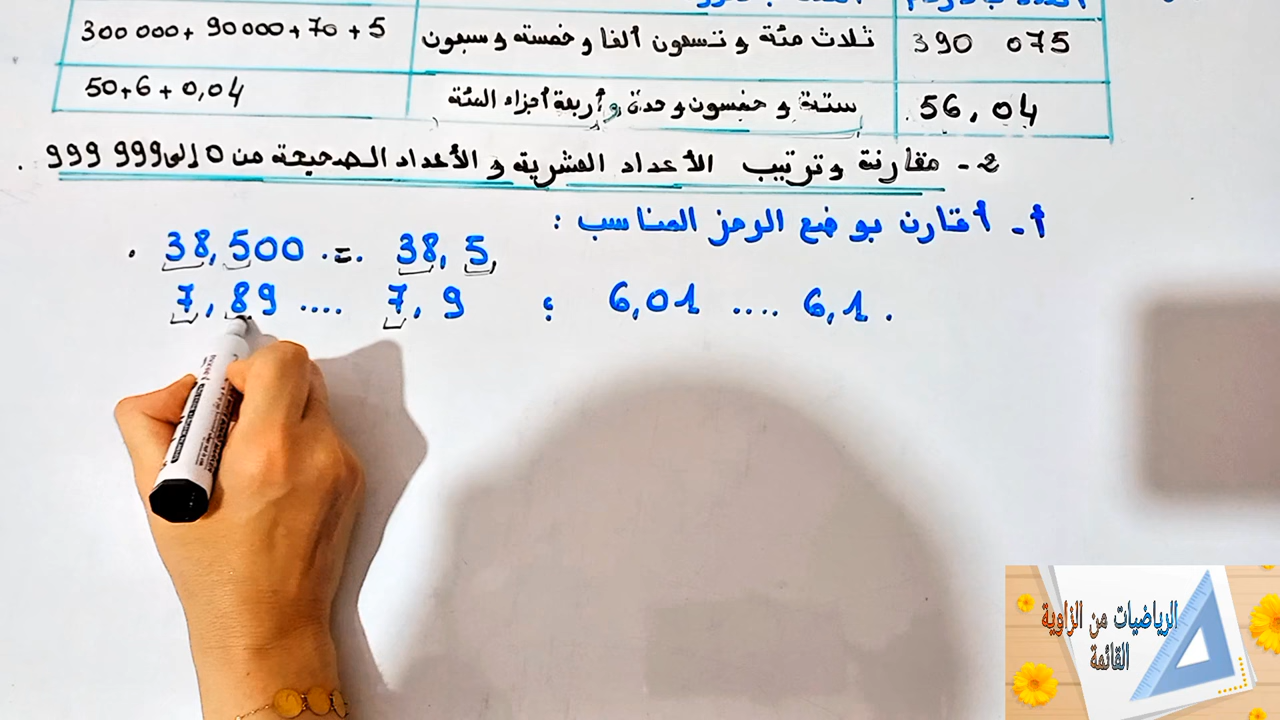 390 075 ثلاث مئة و تسعون ألفا و خمسة و سبعون 300 000 + 90 000 + 70 + 5
56,04 ستة و خمسون وحدة و أربعة أجزاء المئة 50 + 6 + 0,04
2- مقارنة و ترتيب الأعداد العشرية و الأعداد الصحيحة من 0 إلى 999 999 .
أ- أقارن بوضع الرمز المناسب :
38,500 .=. 38,5 .
7,89 .... 7,9 ; 6,01 .... 6,1 .
الرياضيات من الزاوية
القائمة